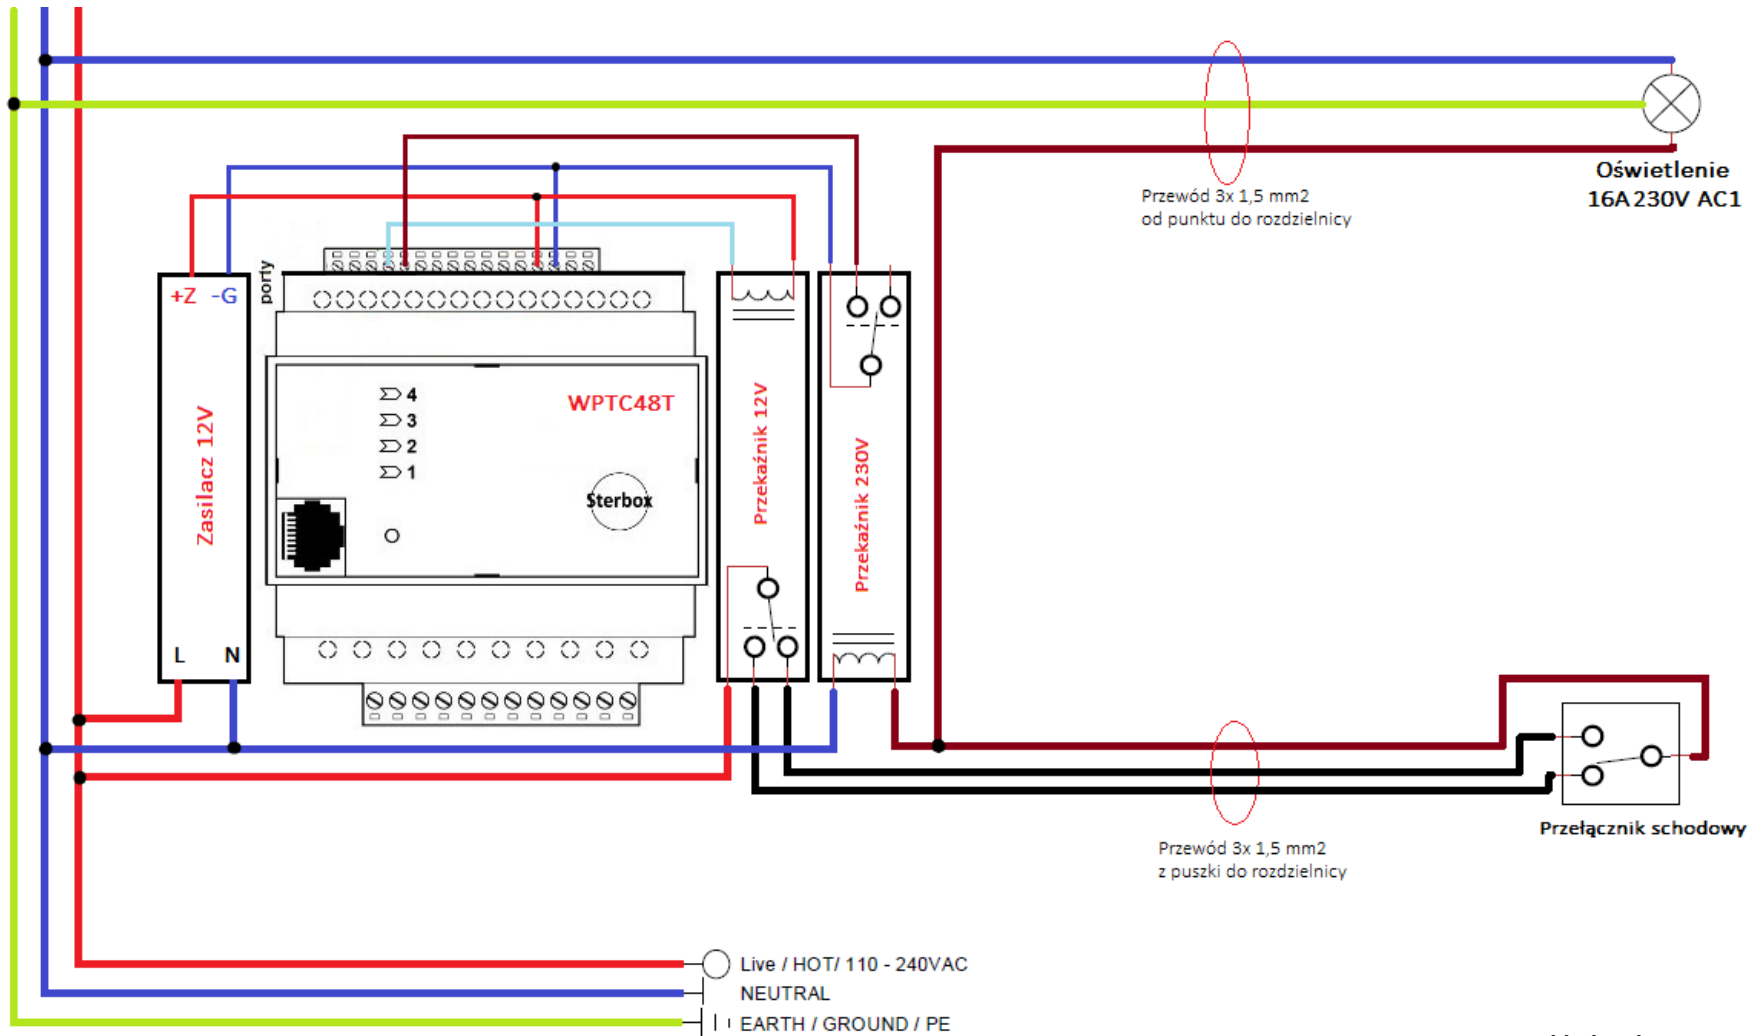 Oświetlenie
16A 230V AC1
Przewód 3x 1,5 mm2
od punktu do rozdzielnicy
porty
+Z -G
Zasilacz 12V
L N
4
3
2
1
WPTC48T
Sterbox
Przekaźnik 12V
Przekaźnik 230V
Przełącznik schodowy
Przewód 3x 1,5 mm2
z puszki do rozdzielnicy
Live / HOT/ 110 - 240VAC
NEUTRAL
EARTH / GROUND / PE